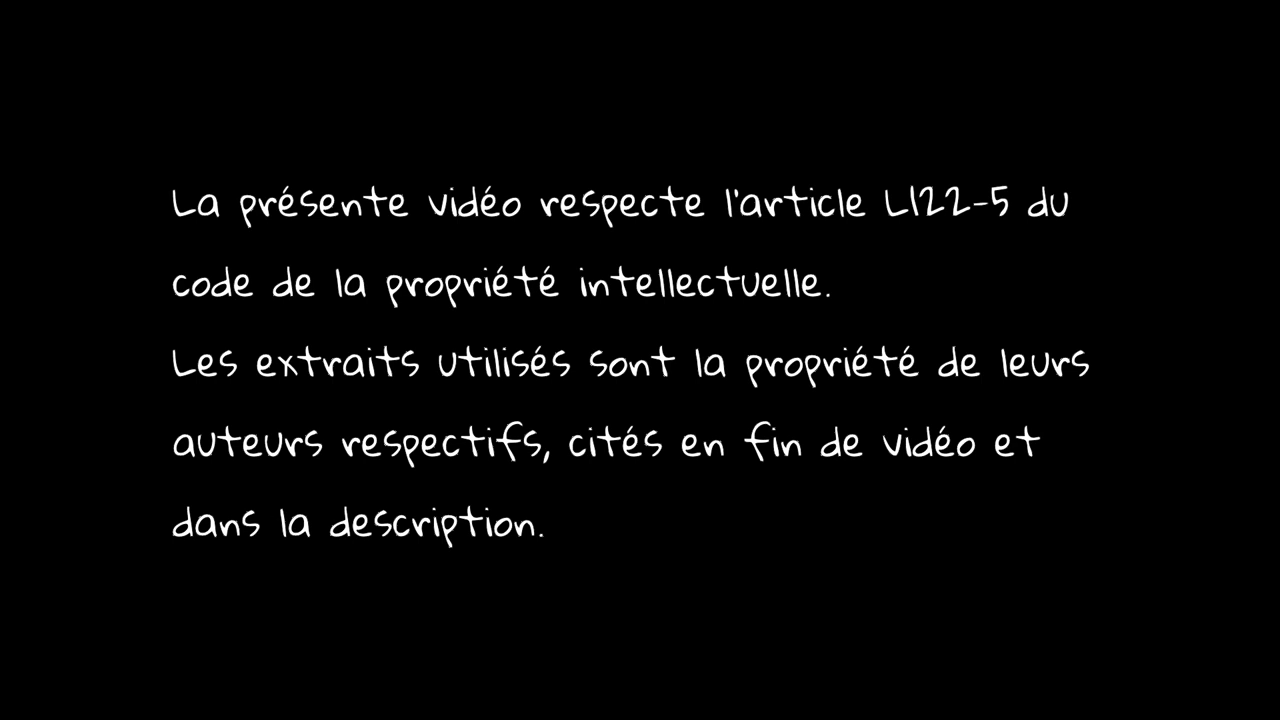 La présente vidéo respecte l'article L122-5 du
code de la propriété intellectuelle.
Les extraits utilisés sont la propriété de leurs
auteurs respectifs, cités en fin de vidéo et
dans la description.